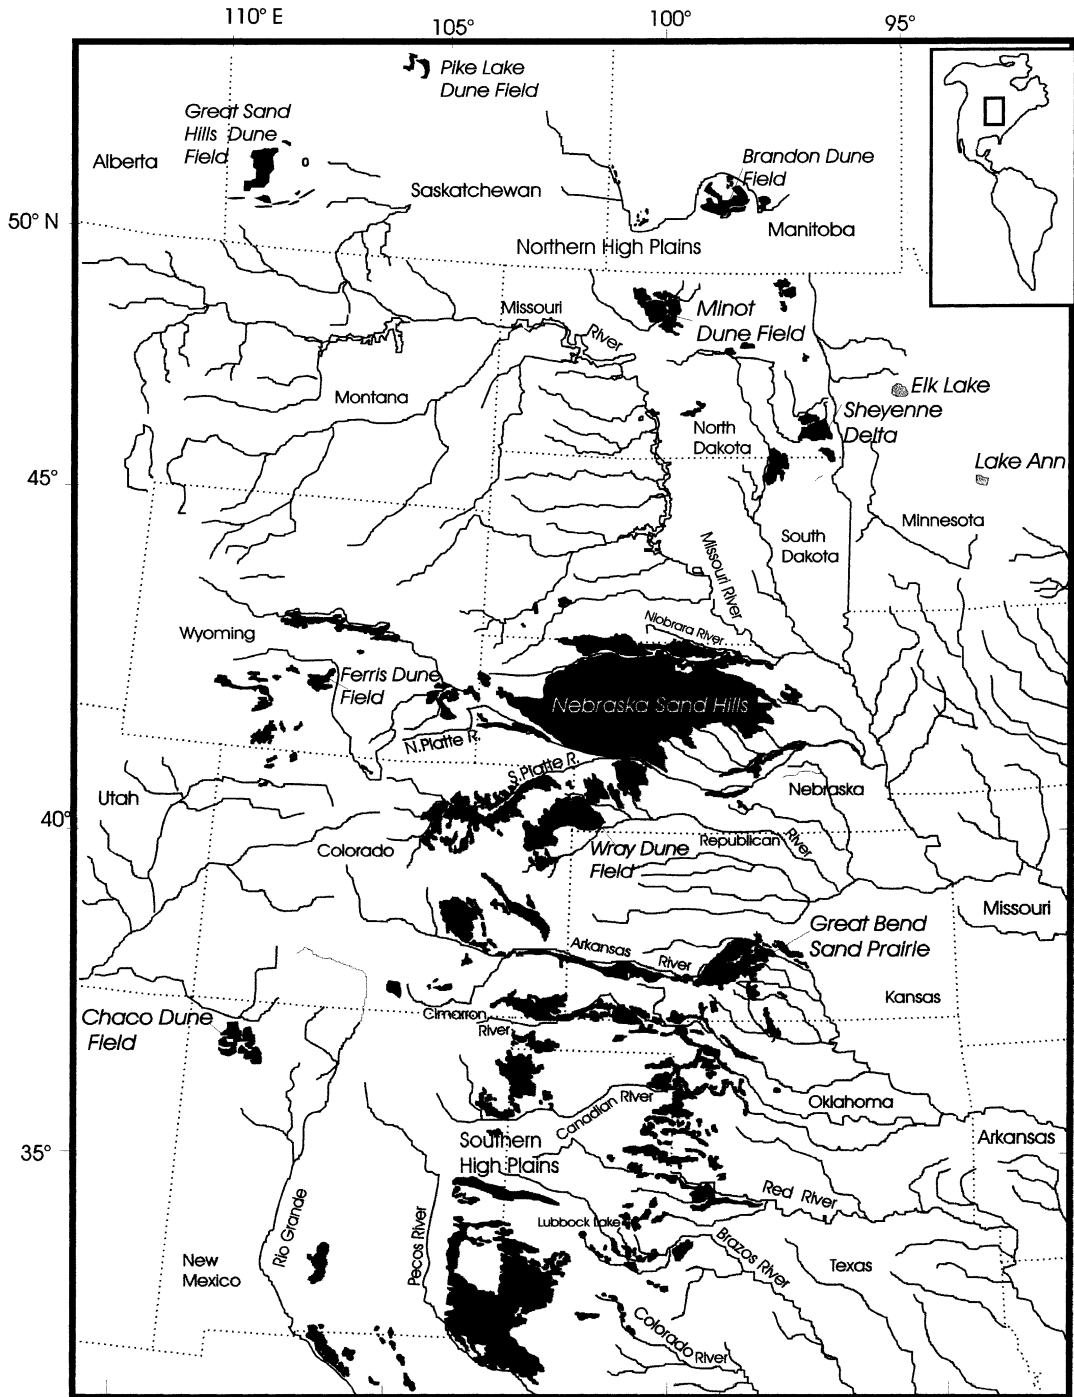 110° E
105°
100°
95°
Pike Lake
Dune Field
Great Sand
Hills Dune
Field
Alberta
Saskatchewan
Brandon Dune
Field
Manitoba
50° N
Northern High Plains
Missouri
River
Minot
Dune Field
Montana
Elk Lake
Sheyenne
Delta
North
Dakota
Lake Ann
45°
Minnesota
South
Dakota
Missouri River
Wyoming
Niobrara River
Ferris Dune
Field
Nebraska Sand Hills
N.Platte R.
S.Platte R.
Utah
Nebraska
40°
Colorado
Wray Dune
Field
Republican
River
Missouri
Great Bend
Sand Prairie
Arkansas
River
Kansas
Chaco Dune
Field
Cimarron
River
Canadian River
Oklahoma
Arkansas
35°
Southern
High Plains
Red River
Rio Grande
Pecos River
Lubbock Lake
Brazos River
New
Mexico
Texas
Colorado
River